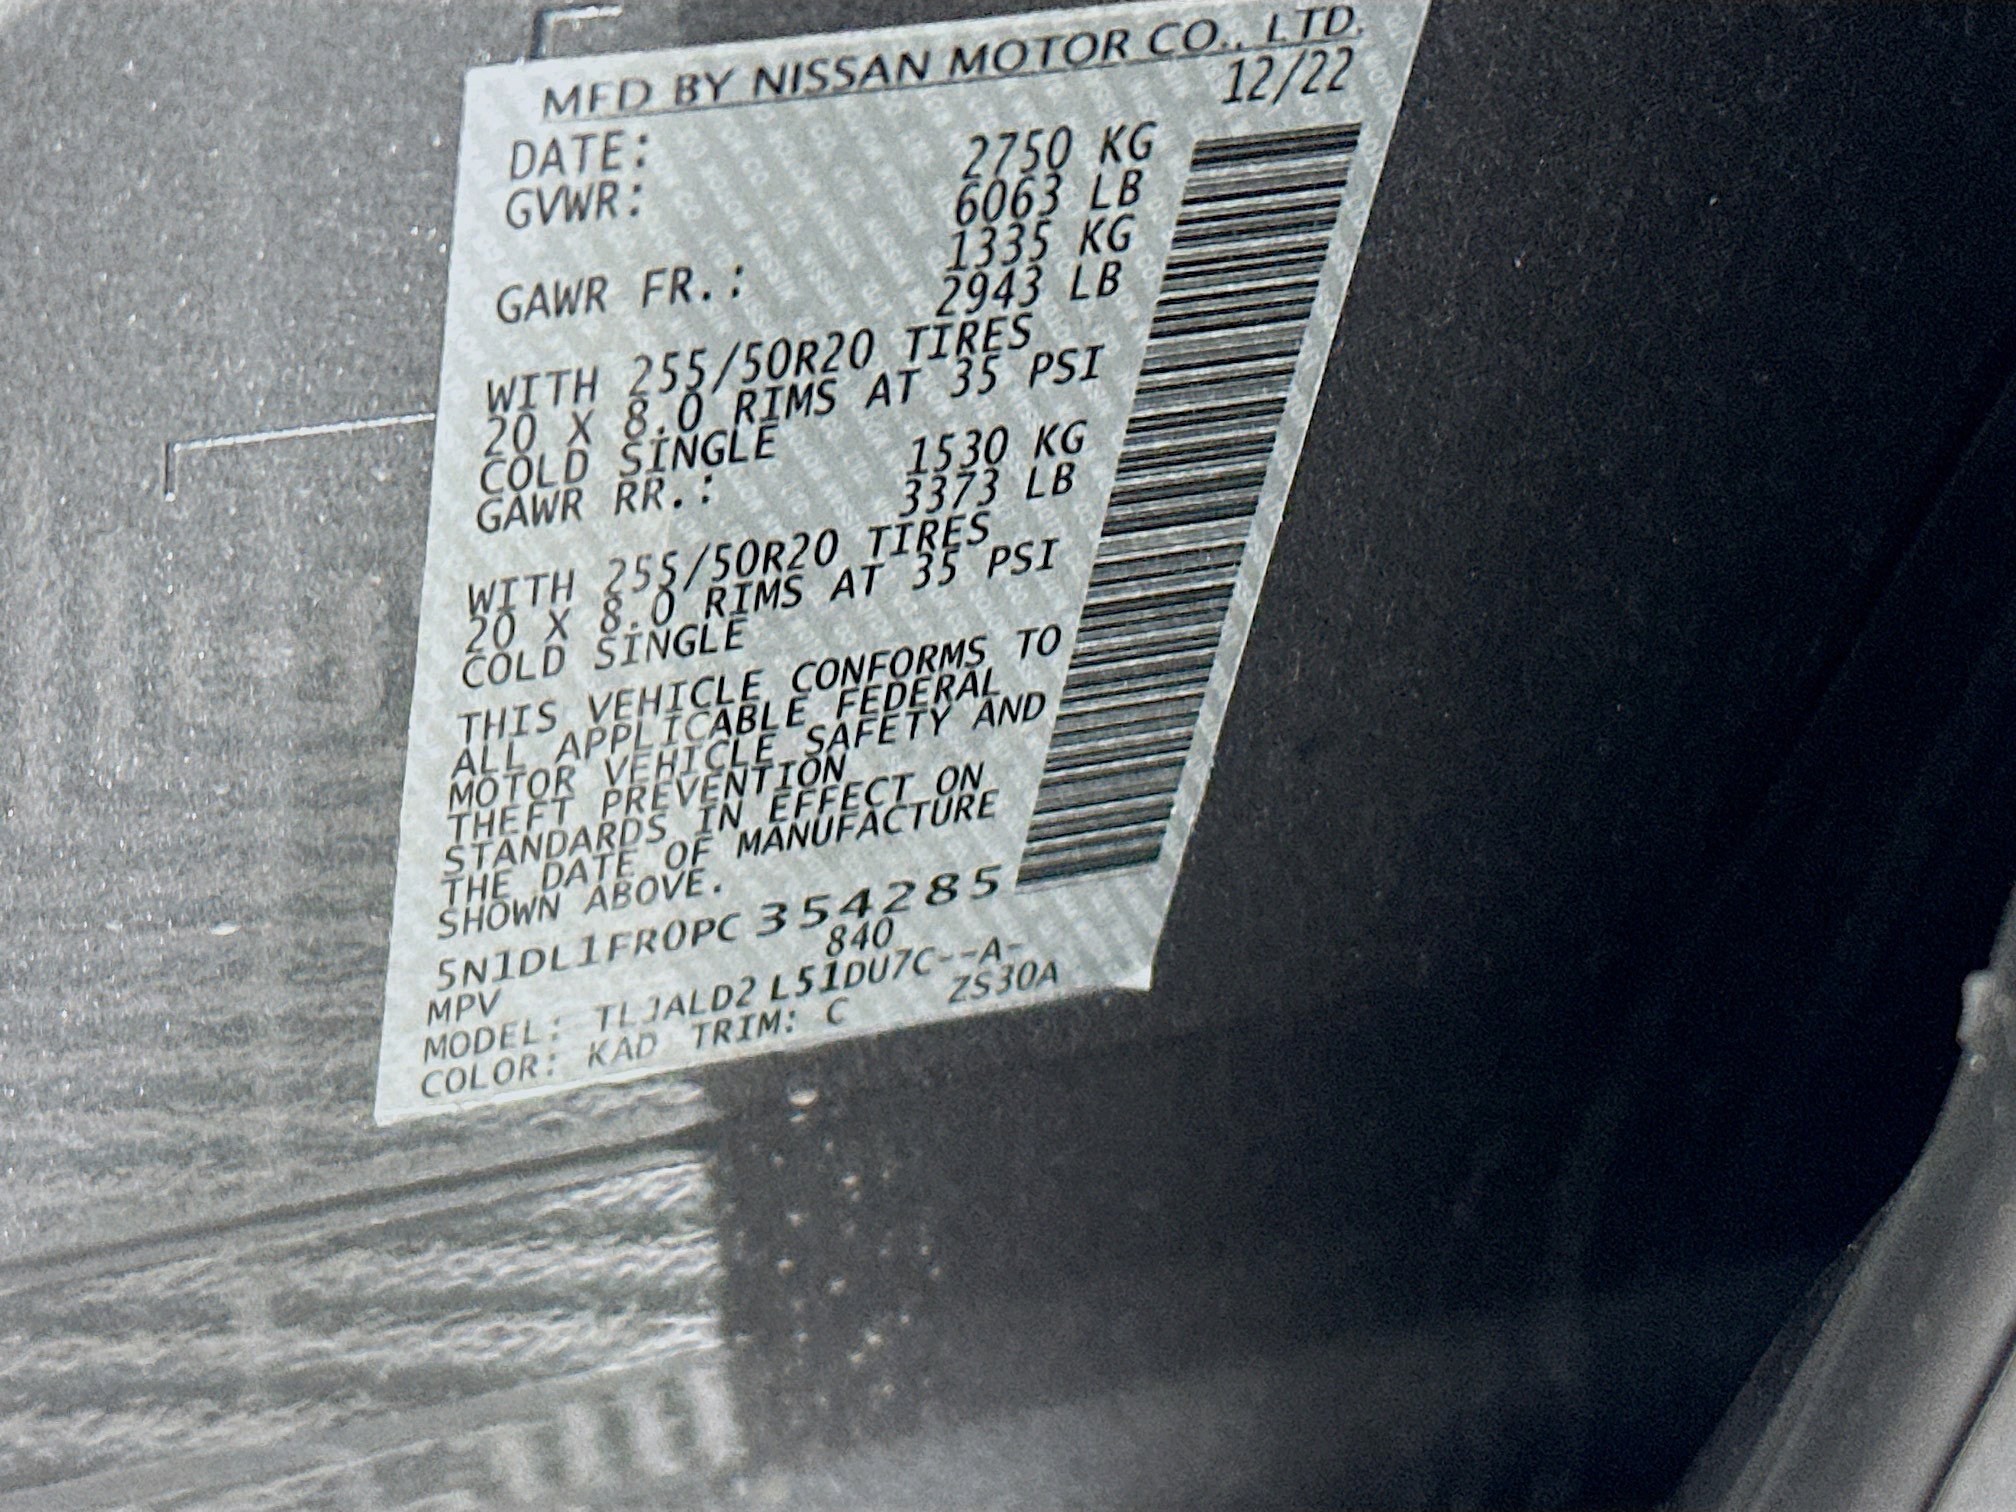 MFD BY NISSAN MOTOR CO., LTD.
DATE: 12/22
GVWR: 2750 KG
6063 LB
GAWR FR.: 1335 KG
2943 LB
WITH 255/50R20 TIRES
20 X 8.0 RIMS AT 35 PSI
COLD SINGLE
GAWR RR.: 1530 KG
3373 LB
WITH 255/50R20 TIRES
20 X 8.0 RIMS AT 35 PSI
COLD SINGLE
THIS VEHICLE CONFORMS TO
ALL APPLICABLE FEDERAL
MOTOR VEHICLE SAFETY AND
THEFT PREVENTION
STANDARDS IN EFFECT ON
THE DATE OF MANUFACTURE
SHOWN ABOVE.
5N1DL1FR0PC354285
MPV 840
MODEL: TLJALD2 L51DU7C--A-
COLOR: KAD TRIM: C ZS30A